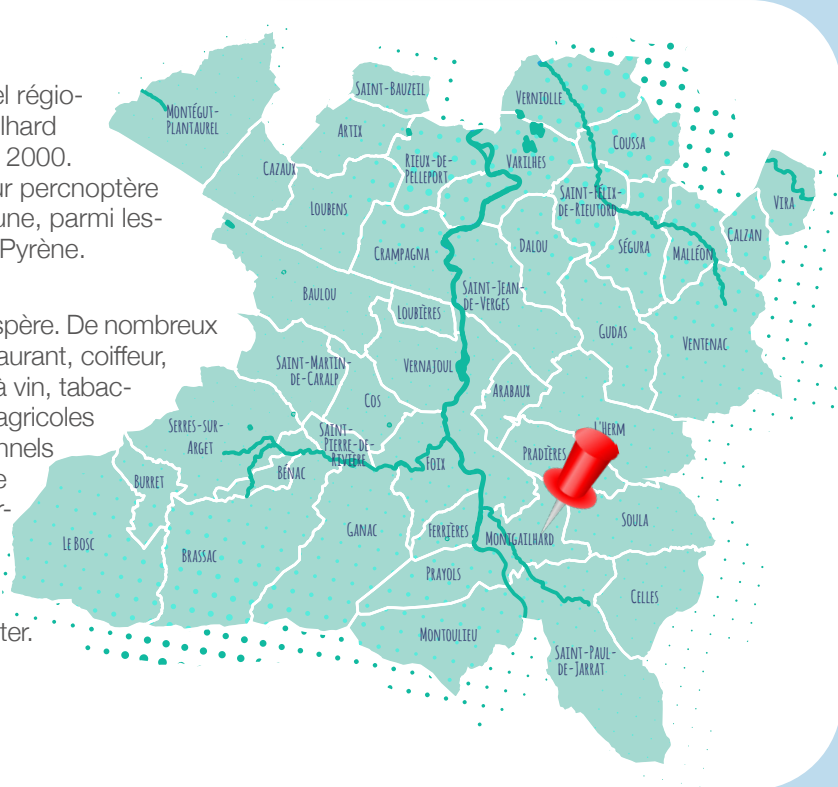 el régio-
lhard
2000.
ur percnoptère
une, parmi les-
Pyrène.
spère. De nombreux
aurant, coiffeur,
à vin, tabac-
agricoles
nnels
e
r-
ter.
Montégut-
Plantaurel
Saint-Bauzeil
Verniolle
Artix
Coussa
Cazaux
Rieux-de-
Pelleport
Varilhes
Saint-Félix-
de-Rieutord
Vira
Loubens
Crampagna
Dalou
Ségura
Malléon
Calzan
Baulou
Saint-Jean-
de-Verges
Loubières
Gudas
Ventenac
Saint-Martin-
de-Caralp
Vernajoul
Cos
Arabaux
Serres-sur-
Arget
Saint-
Pierre-de-
Rivière
L'Herm
Pradières
Foix
Burret
Bénac
Le Bosc
Brassac
Ganac
Ferrières
Montgailhard
Soula
Prayols
Celles
Montoulieu
Saint-Paul-
de-Jarrat